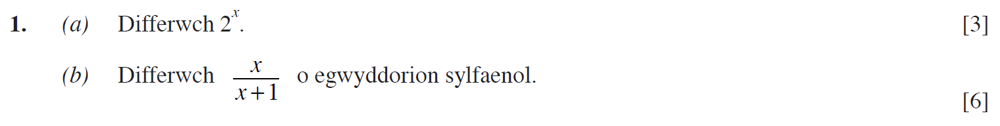 1. (a) Differwch 2^x. [3]
(b) Differwch x/(x+1) o egwyddorion sylfaenol.
[6]